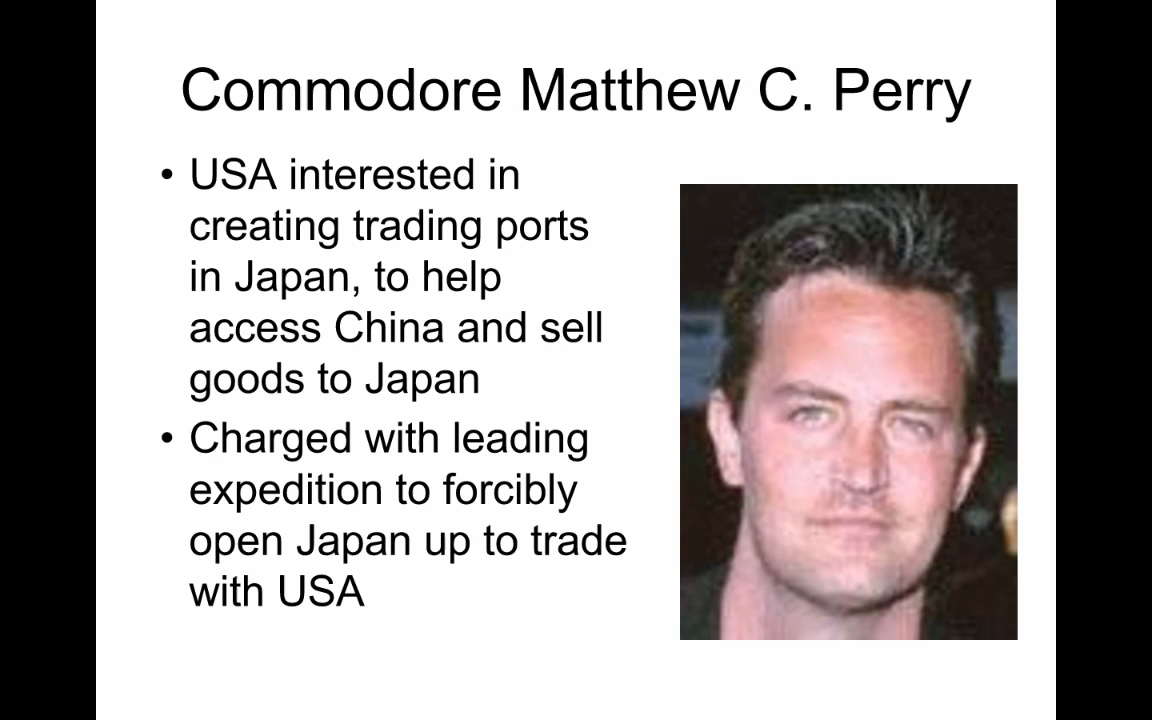 Commodore Matthew C. Perry
• USA interested in
creating trading ports
in Japan, to help
access China and sell
goods to Japan
• Charged with leading
expedition to forcibly
open Japan up to trade
with USA